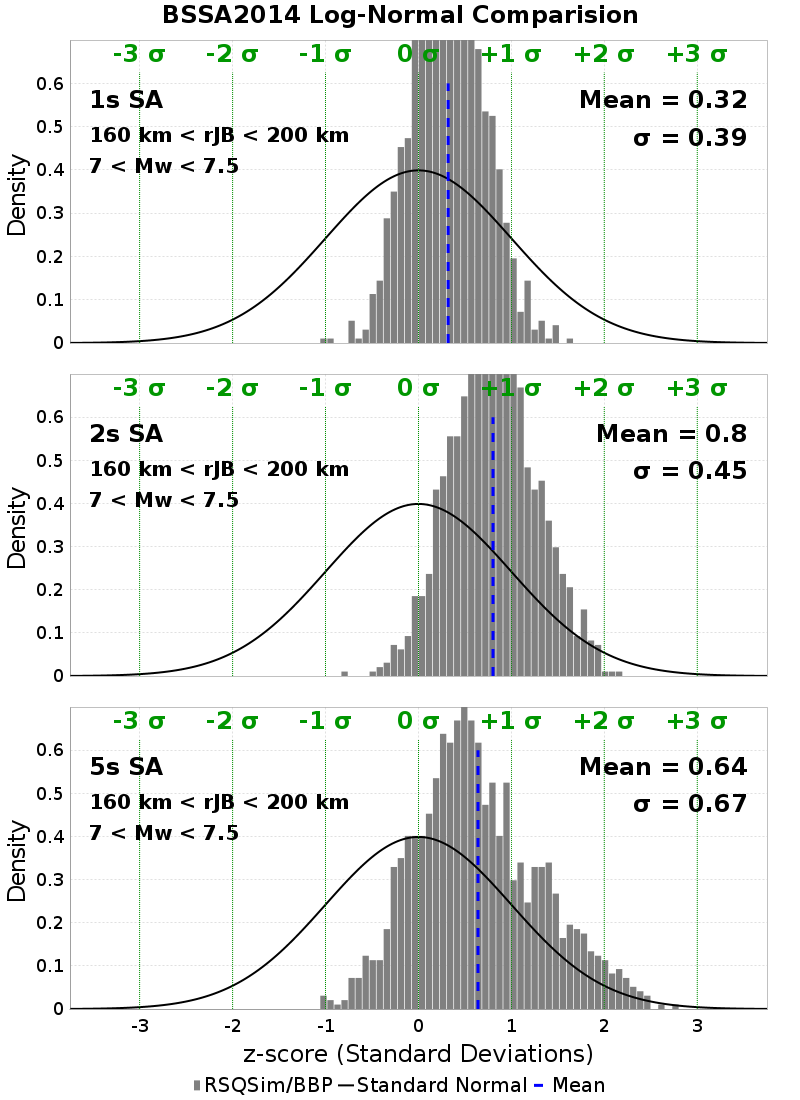 BSSA2014 Log-Normal Comparision
-3 σ -2 σ -1 σ 0 σ +1 σ +2 σ +3 σ
1s SA
Mean = 0.32
160 km < rJB < 200 km
σ = 0.39
7 < Mw < 7.5
0.6
0.5
0.4
0.3
0.2
0.1
0
Density
-3 σ -2 σ -1 σ 0 σ +1 σ +2 σ +3 σ
2s SA
Mean = 0.8
160 km < rJB < 200 km
σ = 0.45
7 < Mw < 7.5
0.6
0.5
0.4
0.3
0.2
0.1
0
Density
-3 σ -2 σ -1 σ 0 σ +1 σ +2 σ +3 σ
5s SA
Mean = 0.64
160 km < rJB < 200 km
σ = 0.67
7 < Mw < 7.5
0.6
0.5
0.4
0.3
0.2
0.1
0
Density
-3 -2 -1 0 1 2 3
z-score (Standard Deviations)
RSQSim/BBP Standard Normal Mean